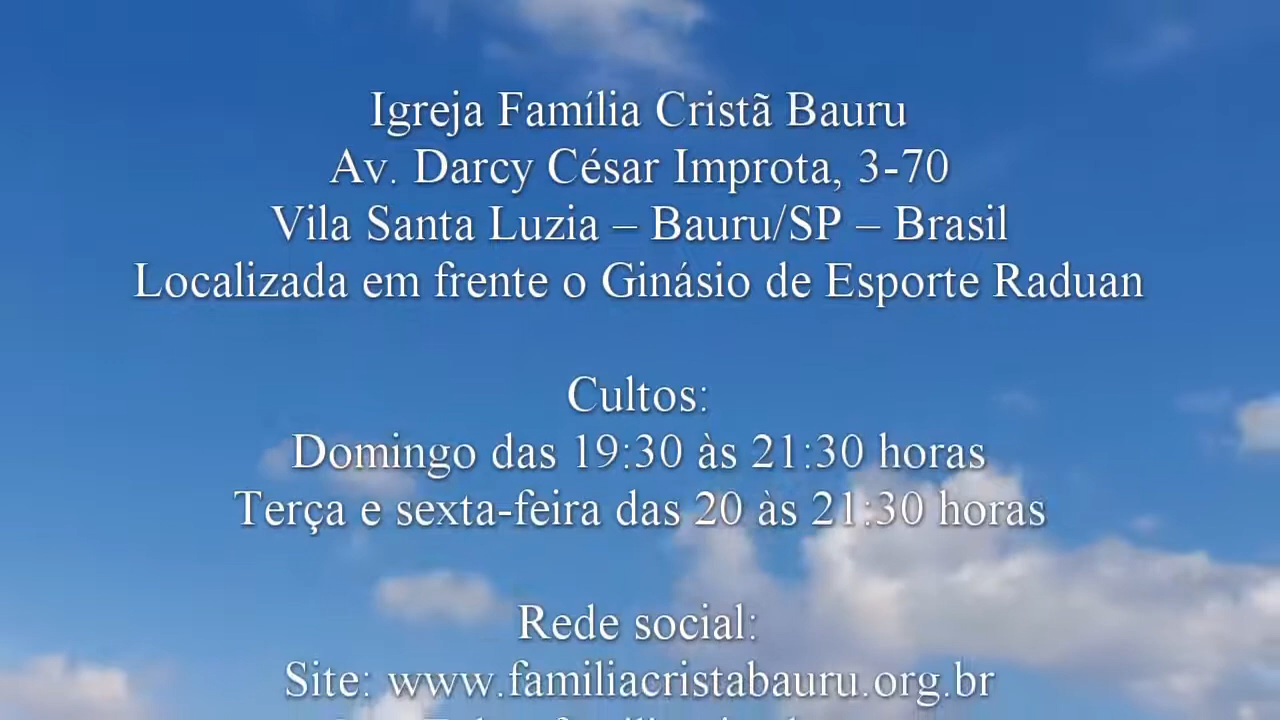 Igreja Família Cristã Bauru
Av. Darcy César Improta, 3-70
Vila Santa Luzia – Bauru/SP – Brasil
Localizada em frente o Ginásio de Esporte Raduan
Cultos:
Domingo das 19:30 às 21:30 horas
Terça e sexta-feira das 20 às 21:30 horas
Rede social:
Site: www.familiacristabauru.org.br